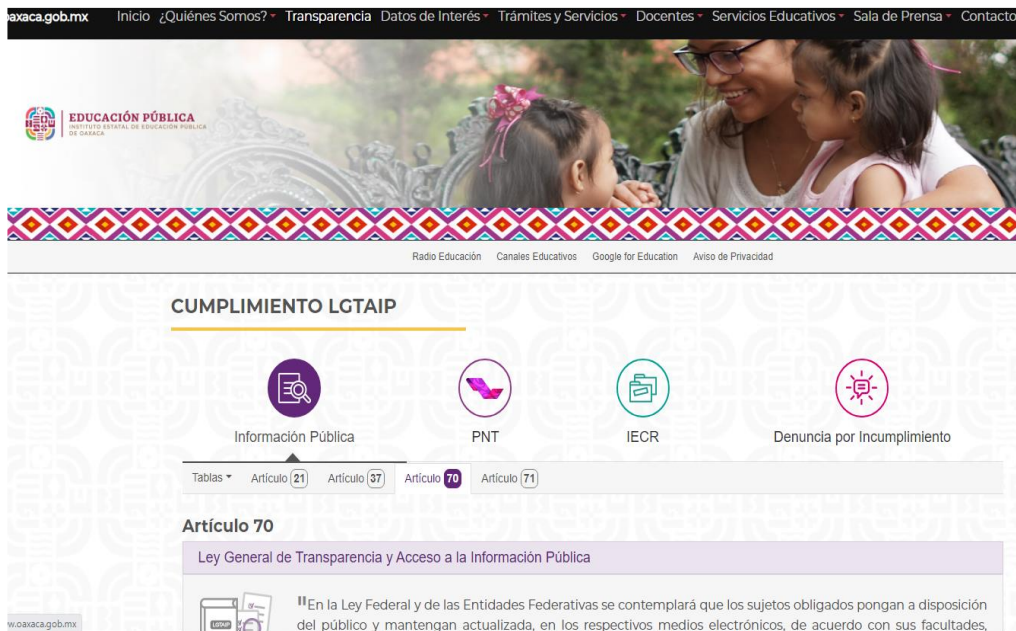 oaxaca.gob.mx Inicio ¿Quiénes Somos? Transparencia Datos de Interés Trámites y Servicios Docentes Servicios Educativos Sala de Prensa Contacto
EDUCACIÓN PÚBLICA
INSTITUTO ESTATAL DE EDUCACIÓN PÚBLICA
DE OAXACA
Radio Educación Canales Educativos Google for Education Aviso de Privacidad
CUMPLIMIENTO LGTAIP
Información Pública PNT IECR Denuncia por Incumplimiento
Tablas Artículo 21 Artículo 37 Artículo 70 Artículo 71
Artículo 70
Ley General de Transparencia y Acceso a la Información Pública
"En la Ley Federal y de las Entidades Federativas se contemplará que los sujetos obligados pongan a disposición
LGTAIP del público y mantengan actualizada, en los respectivos medios electrónicos, de acuerdo con sus facultades,
w.oaxaca.gob.mx